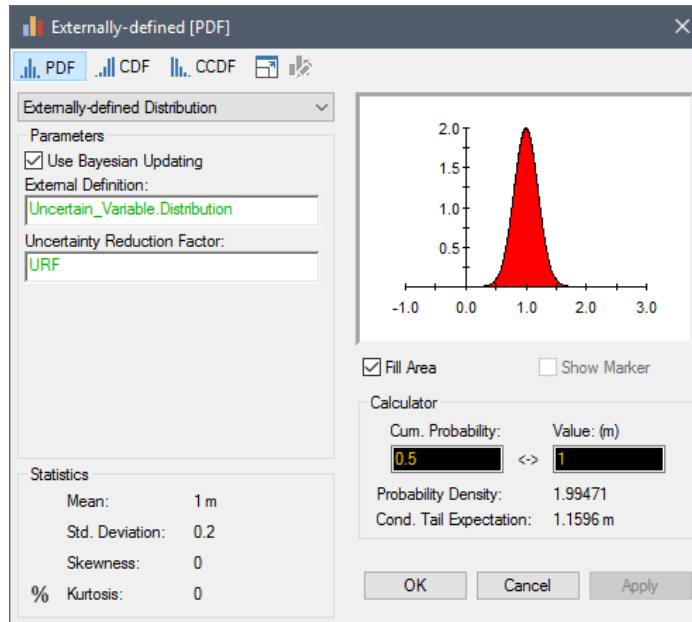 Externally-defined [PDF]
PDF CDF CCDF
Externally-defined Distribution
Parameters
Use Bayesian Updating
External Definition:
Uncertain_Variable.Distribution
Uncertainty Reduction Factor:
URF
Statistics
Mean: 1 m
Std. Deviation: 0.2
Skewness: 0
% Kurtosis: 0
2.0
1.5
1.0
0.5
-1.0 0.0 1.0 2.0 3.0
Fill Area Show Marker
Calculator
Cum. Probability: Value: (m)
0.5 <-> 1
Probability Density: 1.99471
Cond. Tail Expectation: 1.1596 m
OK Cancel Apply